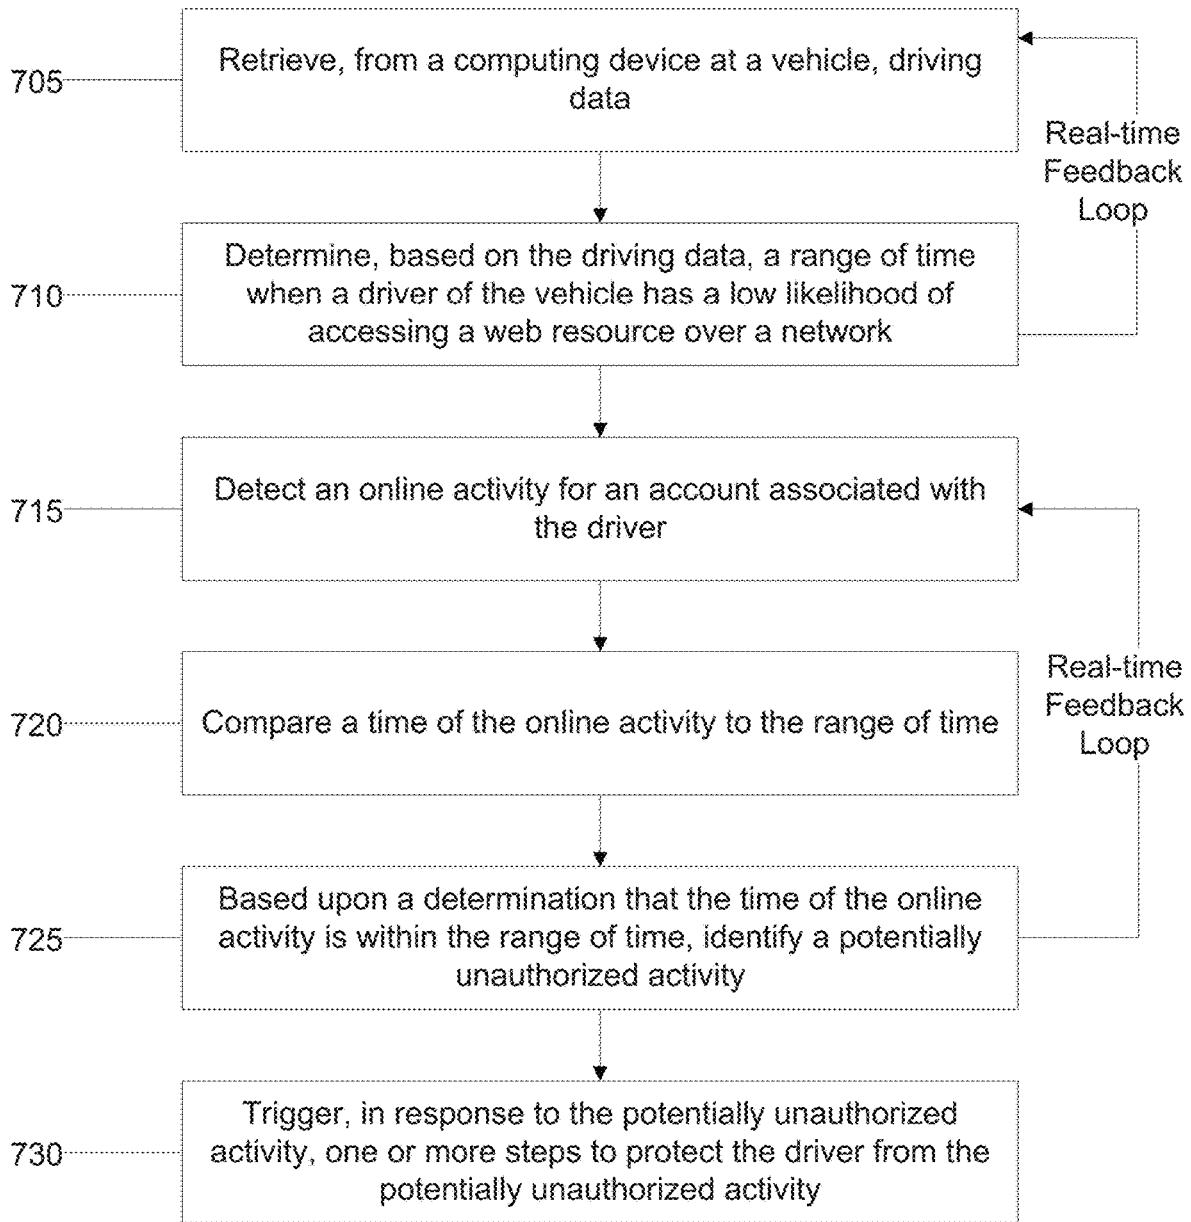 705
Retrieve, from a computing device at a vehicle, driving
data
Real-time
Feedback
Loop
710
Determine, based on the driving data, a range of time
when a driver of the vehicle has a low likelihood of
accessing a web resource over a network
715
Detect an online activity for an account associated with
the driver
720
Compare a time of the online activity to the range of time
Real-time
Feedback
Loop
725
Based upon a determination that the time of the online
activity is within the range of time, identify a potentially
unauthorized activity
730
Trigger, in response to the potentially unauthorized
activity, one or more steps to protect the driver from the
potentially unauthorized activity